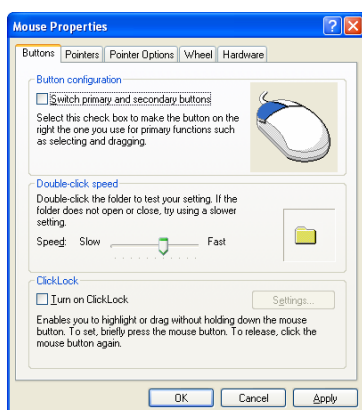 Mouse Properties
Buttons Pointers Pointer Options Wheel Hardware
Button configuration
Switch primary and secondary buttons
Select this check box to make the button on the
right the one you use for primary functions such
as selecting and dragging.
Double-click speed
Double-click the folder to test your setting. If the
folder does not open or close, try using a slower
setting.
Speed: Slow Fast
ClickLock
Turn on ClickLock
Settings...
Enables you to highlight or drag without holding down the mouse
button. To set, briefly press the mouse button. To release, click the
mouse button again.
OK Cancel Apply